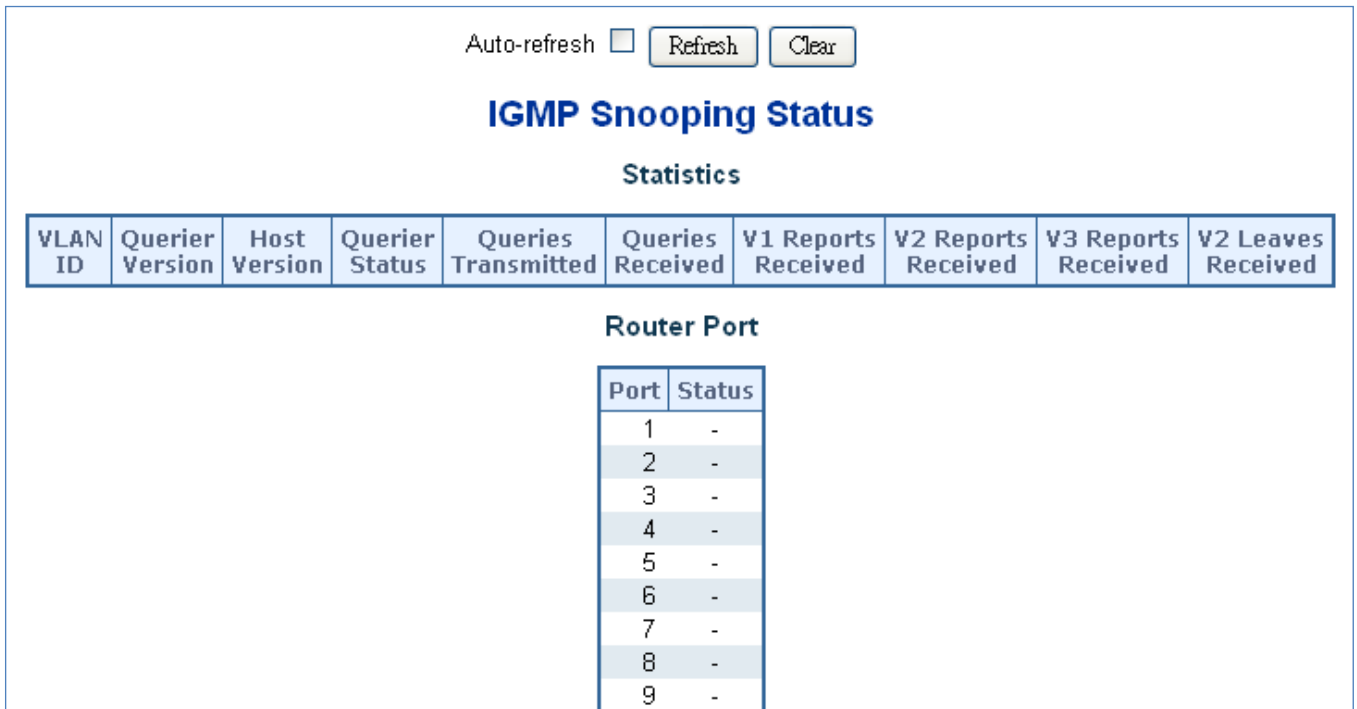 Auto-refresh Refresh Clear
IGMP Snooping Status
Statistics
VLAN ID Querier Version Host Version Querier Status Queries Transmitted Queries Received V1 Reports Received V2 Reports Received V3 Reports Received V2 Leaves Received
Router Port
Port Status
1 -
2 -
3 -
4 -
5 -
6 -
7 -
8 -
9 -